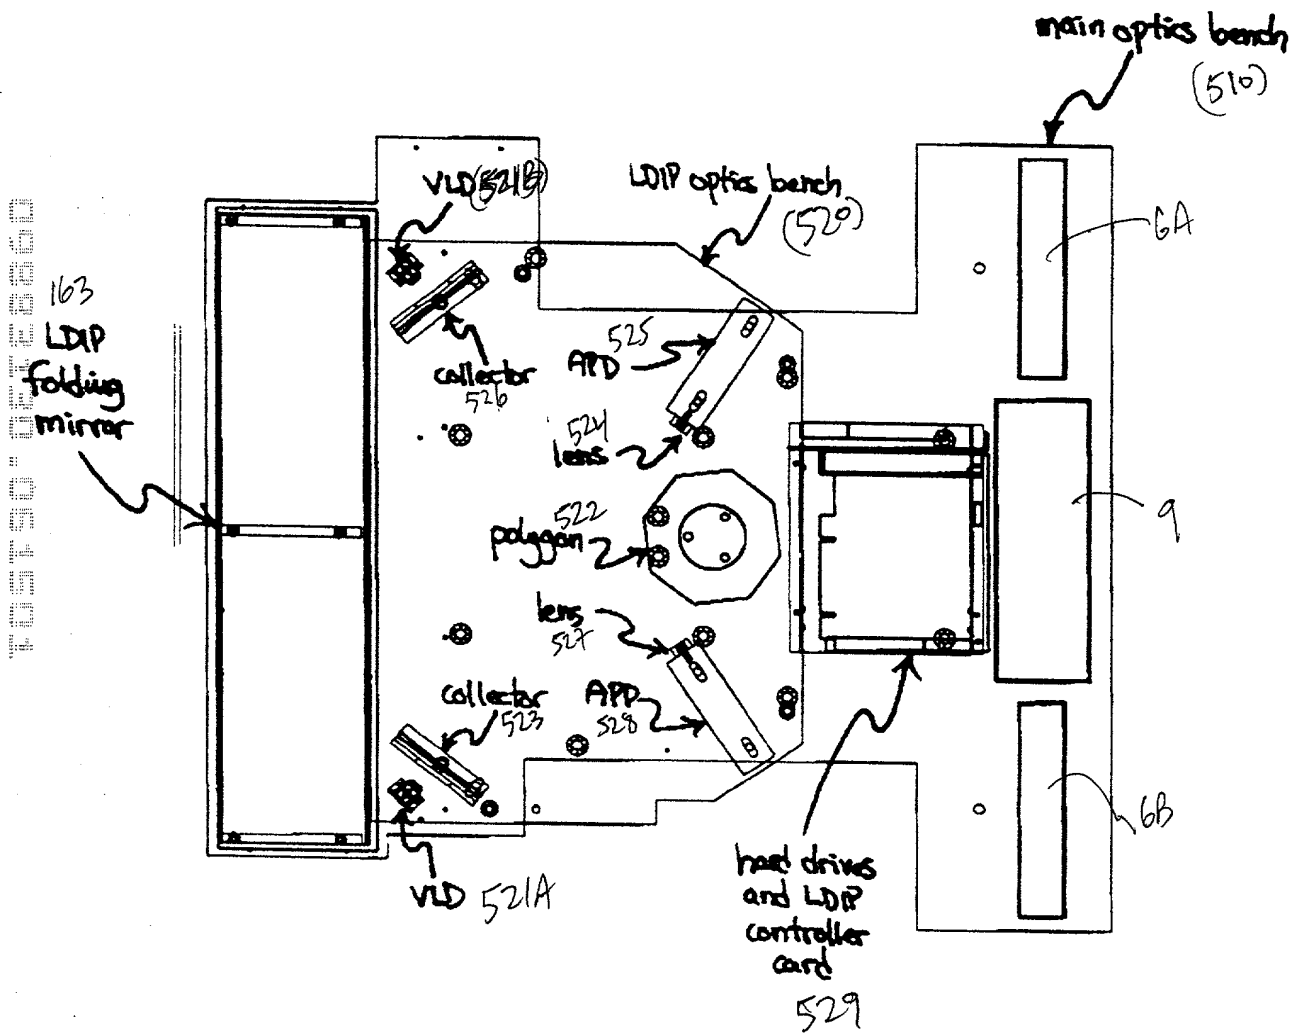 main optics bench
(510)
VLD (521B)
LDIP optics bench
(520)
6A
163
LDIP
folding
mirror
collector
526
525
APD
524
lens
522
polygon
9
lens
527
collector
523
APD
528
6B
VLD 521A
hard drives
and LDIP
controller
card
529